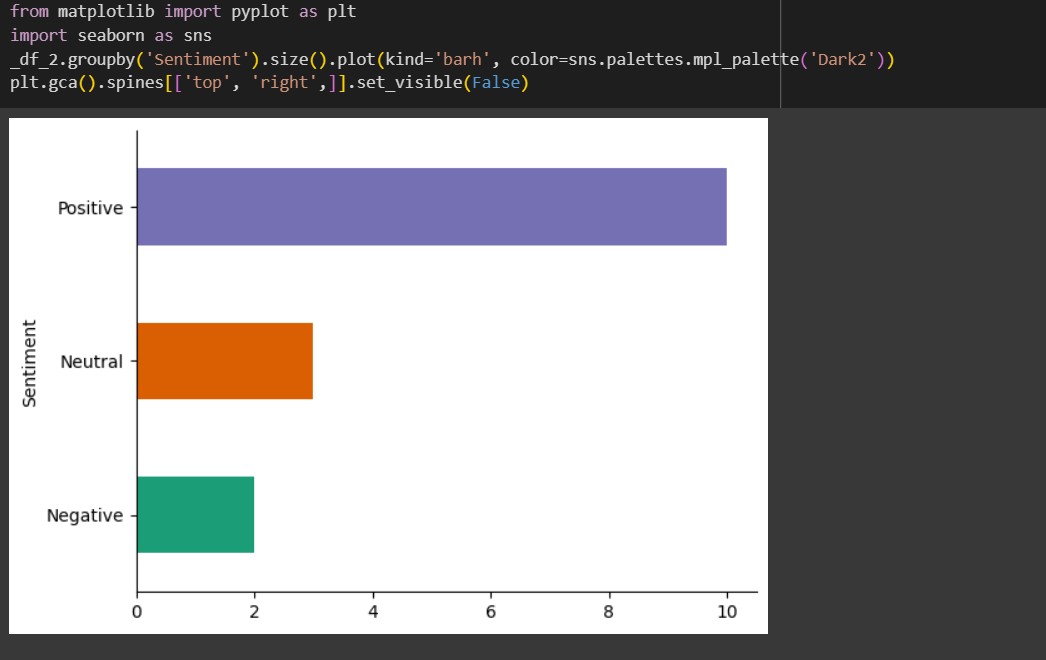 from matplotlib import pyplot as plt
import seaborn as sns
_df_2.groupby('Sentiment').size().plot(kind='barh', color=sns.palettes.mpl_palette('Dark2'))
plt.gca().spines[['top', 'right',]].set_visible(False)
Positive
Neutral
Negative
Sentiment
0 2 4 6 8 10